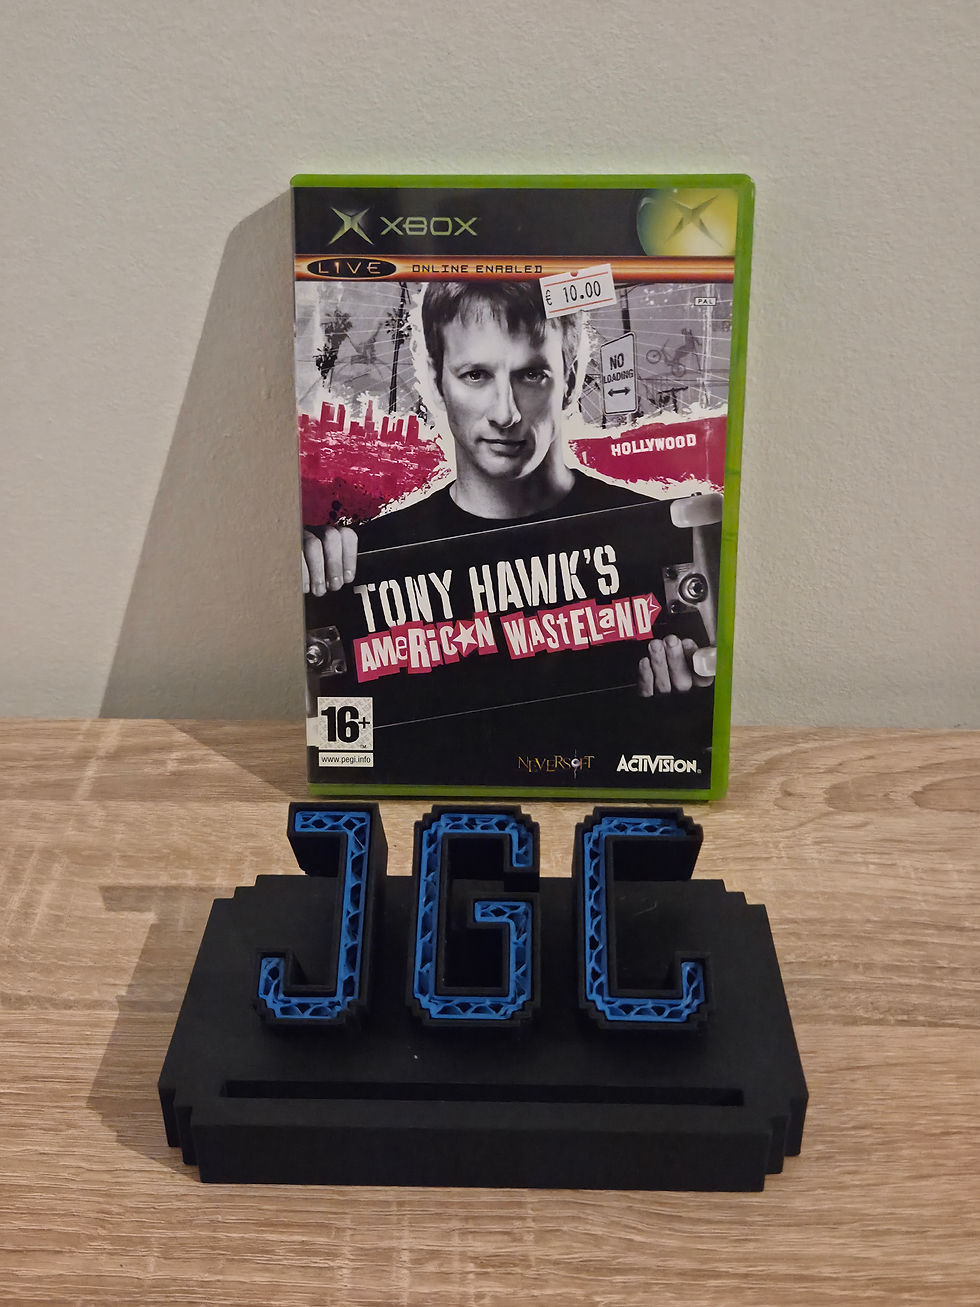 XBOX
LIVE ONLINE ENABLED
€ 10.00
PAL
NO
LOADING
HOLLYWOOD
TONY HAWK'S
AMeRiCAN WASteLaND
16+
www.pegi.info
NEVERSOFT
ACTIVISION
JGC